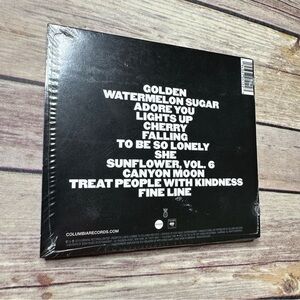 GOLDEN
WATERMELON SUGAR
ADORE YOU
LIGHTS UP
CHERRY
FALLING
TO BE SO LONELY
SHE
SUNFLOWER, VOL. 6
CANYON MOON
TREAT PEOPLE WITH KINDNESS
FINE LINE
COLUMBIARECORDS.COM